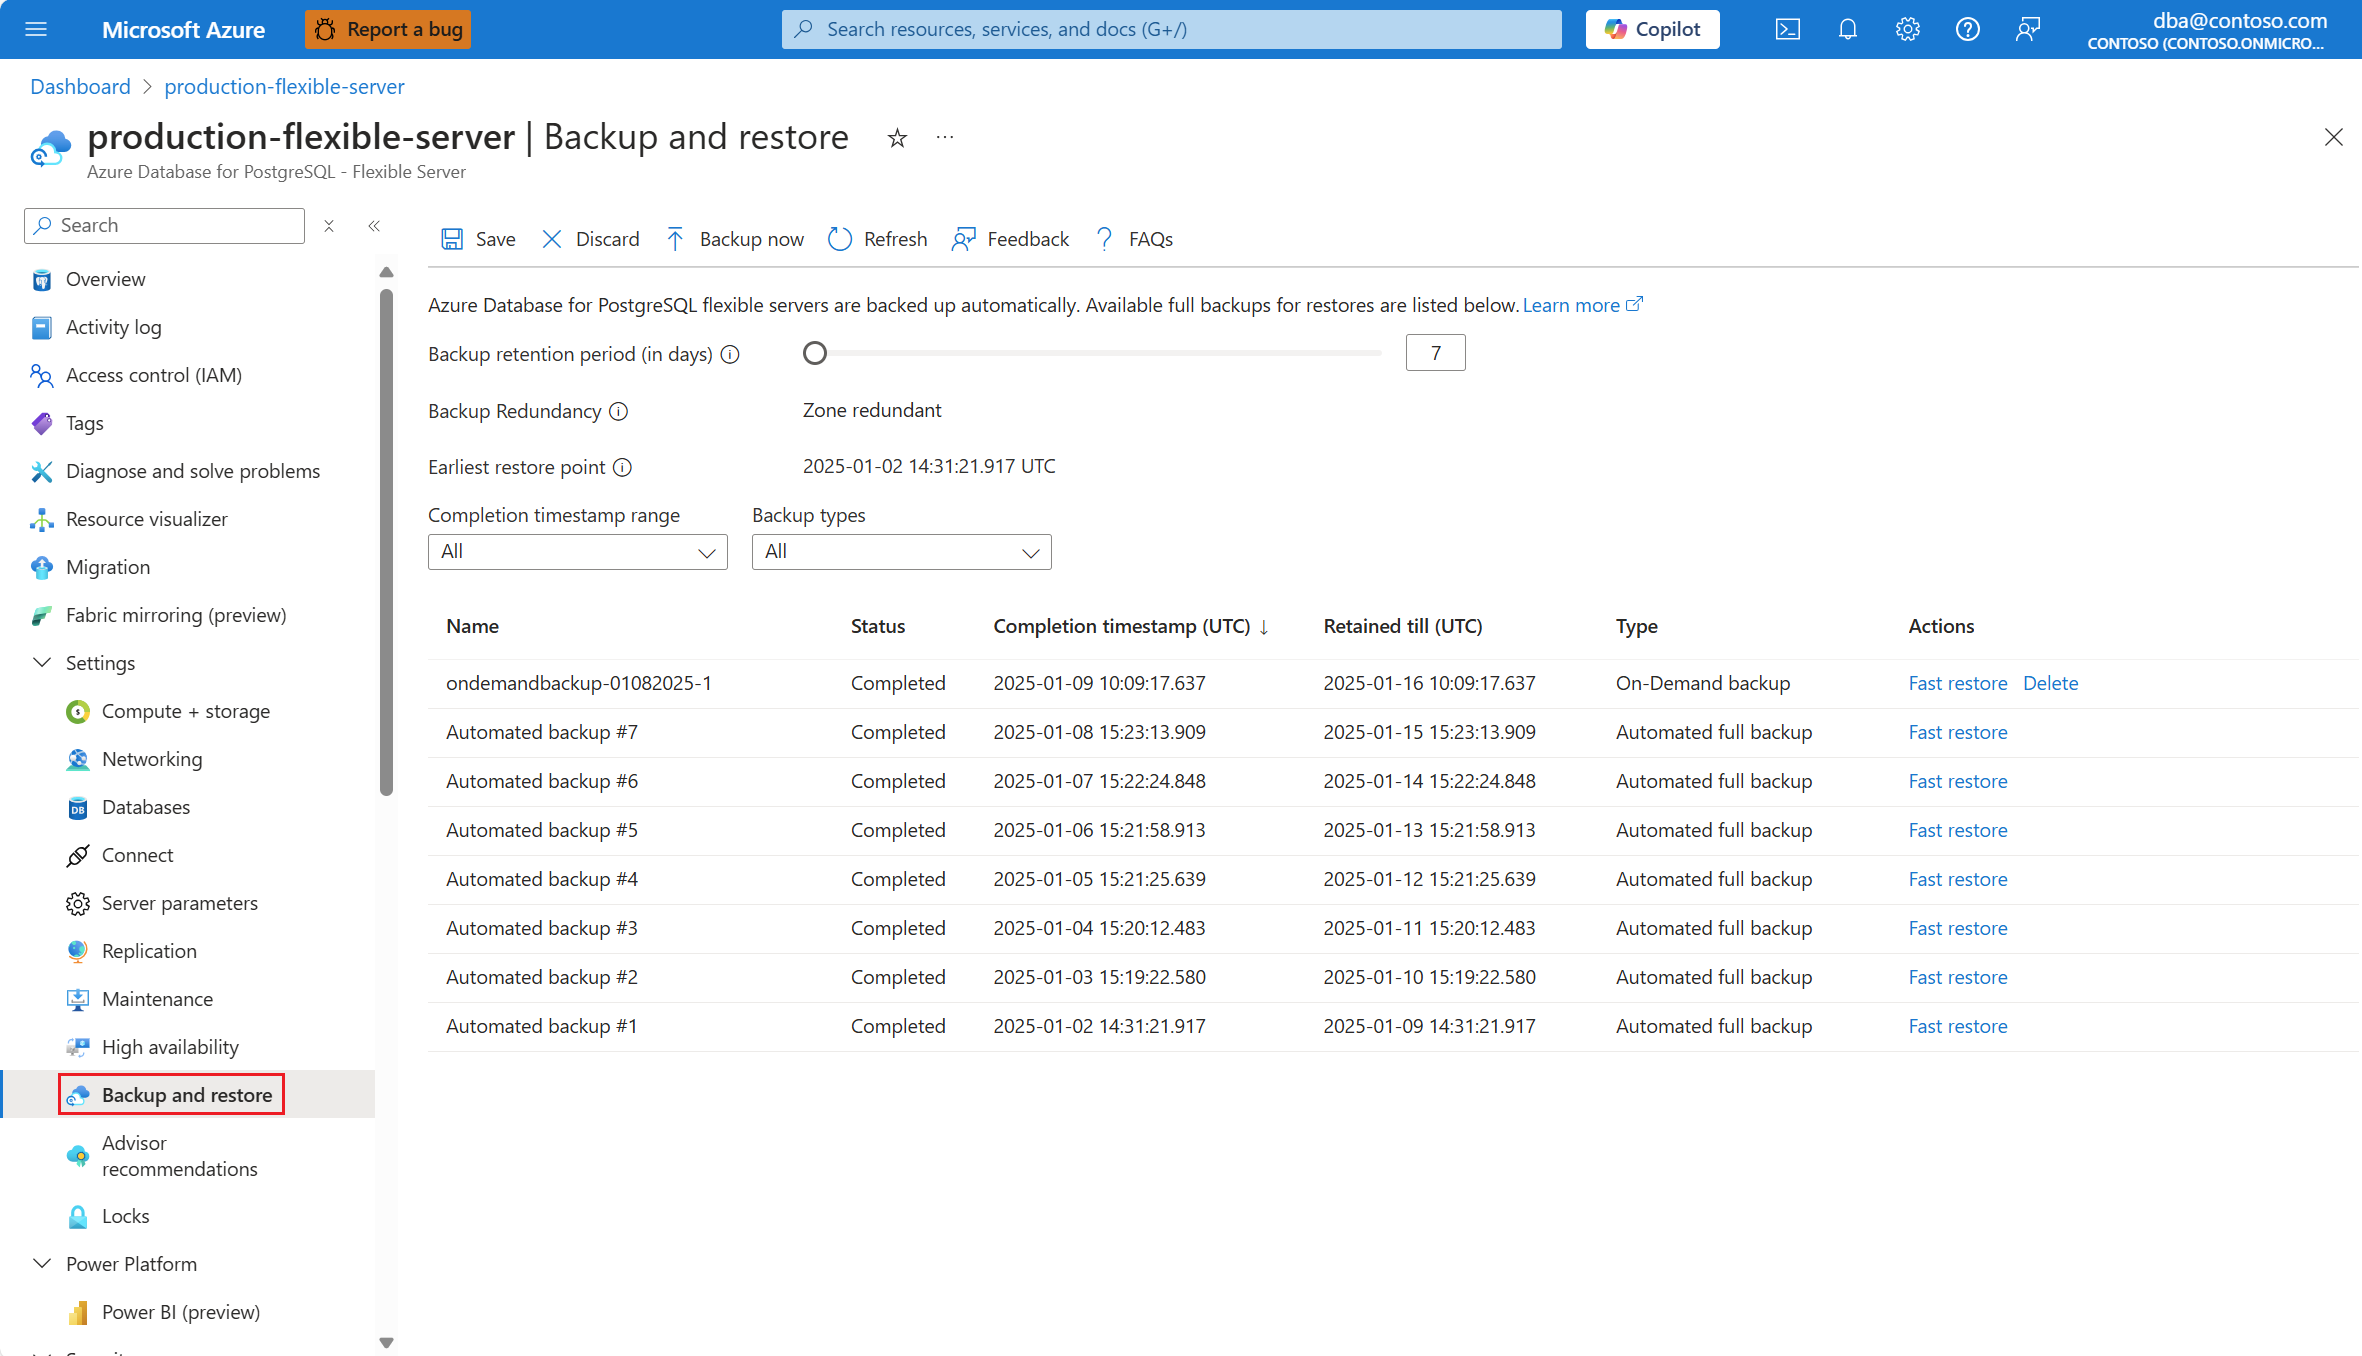 Microsoft Azure
Report a bug
Search resources, services, and docs (G+/)
Copilot
dba@contoso.com
CONTOSO (CONTOSO.ONMICRO...
Dashboard > production-flexible-server
production-flexible-server | Backup and restore
Azure Database for PostgreSQL - Flexible Server
Search
Save
Discard
Backup now
Refresh
Feedback
FAQs
Overview
Activity log
Access control (IAM)
Tags
Diagnose and solve problems
Resource visualizer
Migration
Fabric mirroring (preview)
Settings
Compute + storage
Networking
Databases
Connect
Server parameters
Replication
Maintenance
High availability
Backup and restore
Advisor
recommendations
Locks
Power Platform
Power BI (preview)
Azure Database for PostgreSQL flexible servers are backed up automatically. Available full backups for restores are listed below. Learn more
Backup retention period (in days) 7
Backup Redundancy Zone redundant
Earliest restore point 2025-01-02 14:31:21.917 UTC
Completion timestamp range Backup types
All All
Name Status Completion timestamp (UTC) ↓ Retained till (UTC) Type Actions
ondemandbackup-01082025-1 Completed 2025-01-09 10:09:17.637 2025-01-16 10:09:17.637 On-Demand backup Fast restore Delete
Automated backup #7 Completed 2025-01-08 15:23:13.909 2025-01-15 15:23:13.909 Automated full backup Fast restore
Automated backup #6 Completed 2025-01-07 15:22:24.848 2025-01-14 15:22:24.848 Automated full backup Fast restore
Automated backup #5 Completed 2025-01-06 15:21:58.913 2025-01-13 15:21:58.913 Automated full backup Fast restore
Automated backup #4 Completed 2025-01-05 15:21:25.639 2025-01-12 15:21:25.639 Automated full backup Fast restore
Automated backup #3 Completed 2025-01-04 15:20:12.483 2025-01-11 15:20:12.483 Automated full backup Fast restore
Automated backup #2 Completed 2025-01-03 15:19:22.580 2025-01-10 15:19:22.580 Automated full backup Fast restore
Automated backup #1 Completed 2025-01-02 14:31:21.917 2025-01-09 14:31:21.917 Automated full backup Fast restore